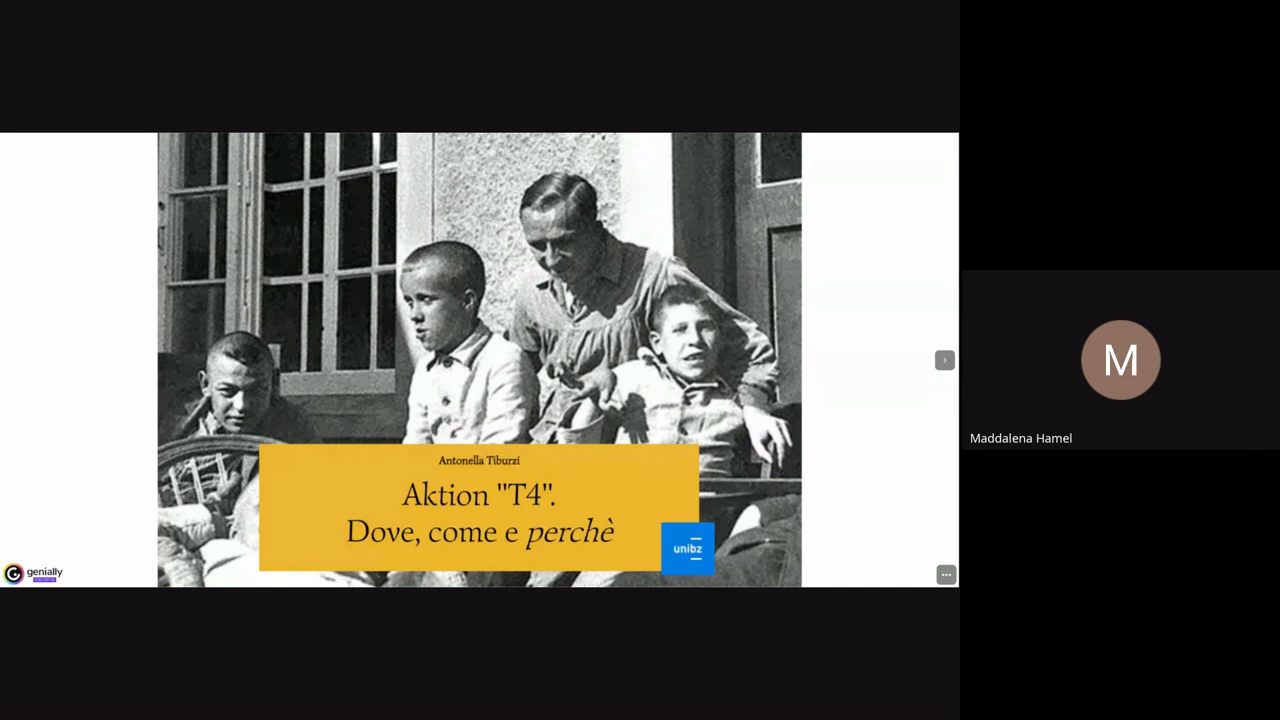 Antonella Tiburzi
Aktion "T4".
Dove, come e perchè
unibz
genially
M
Maddalena Hamel